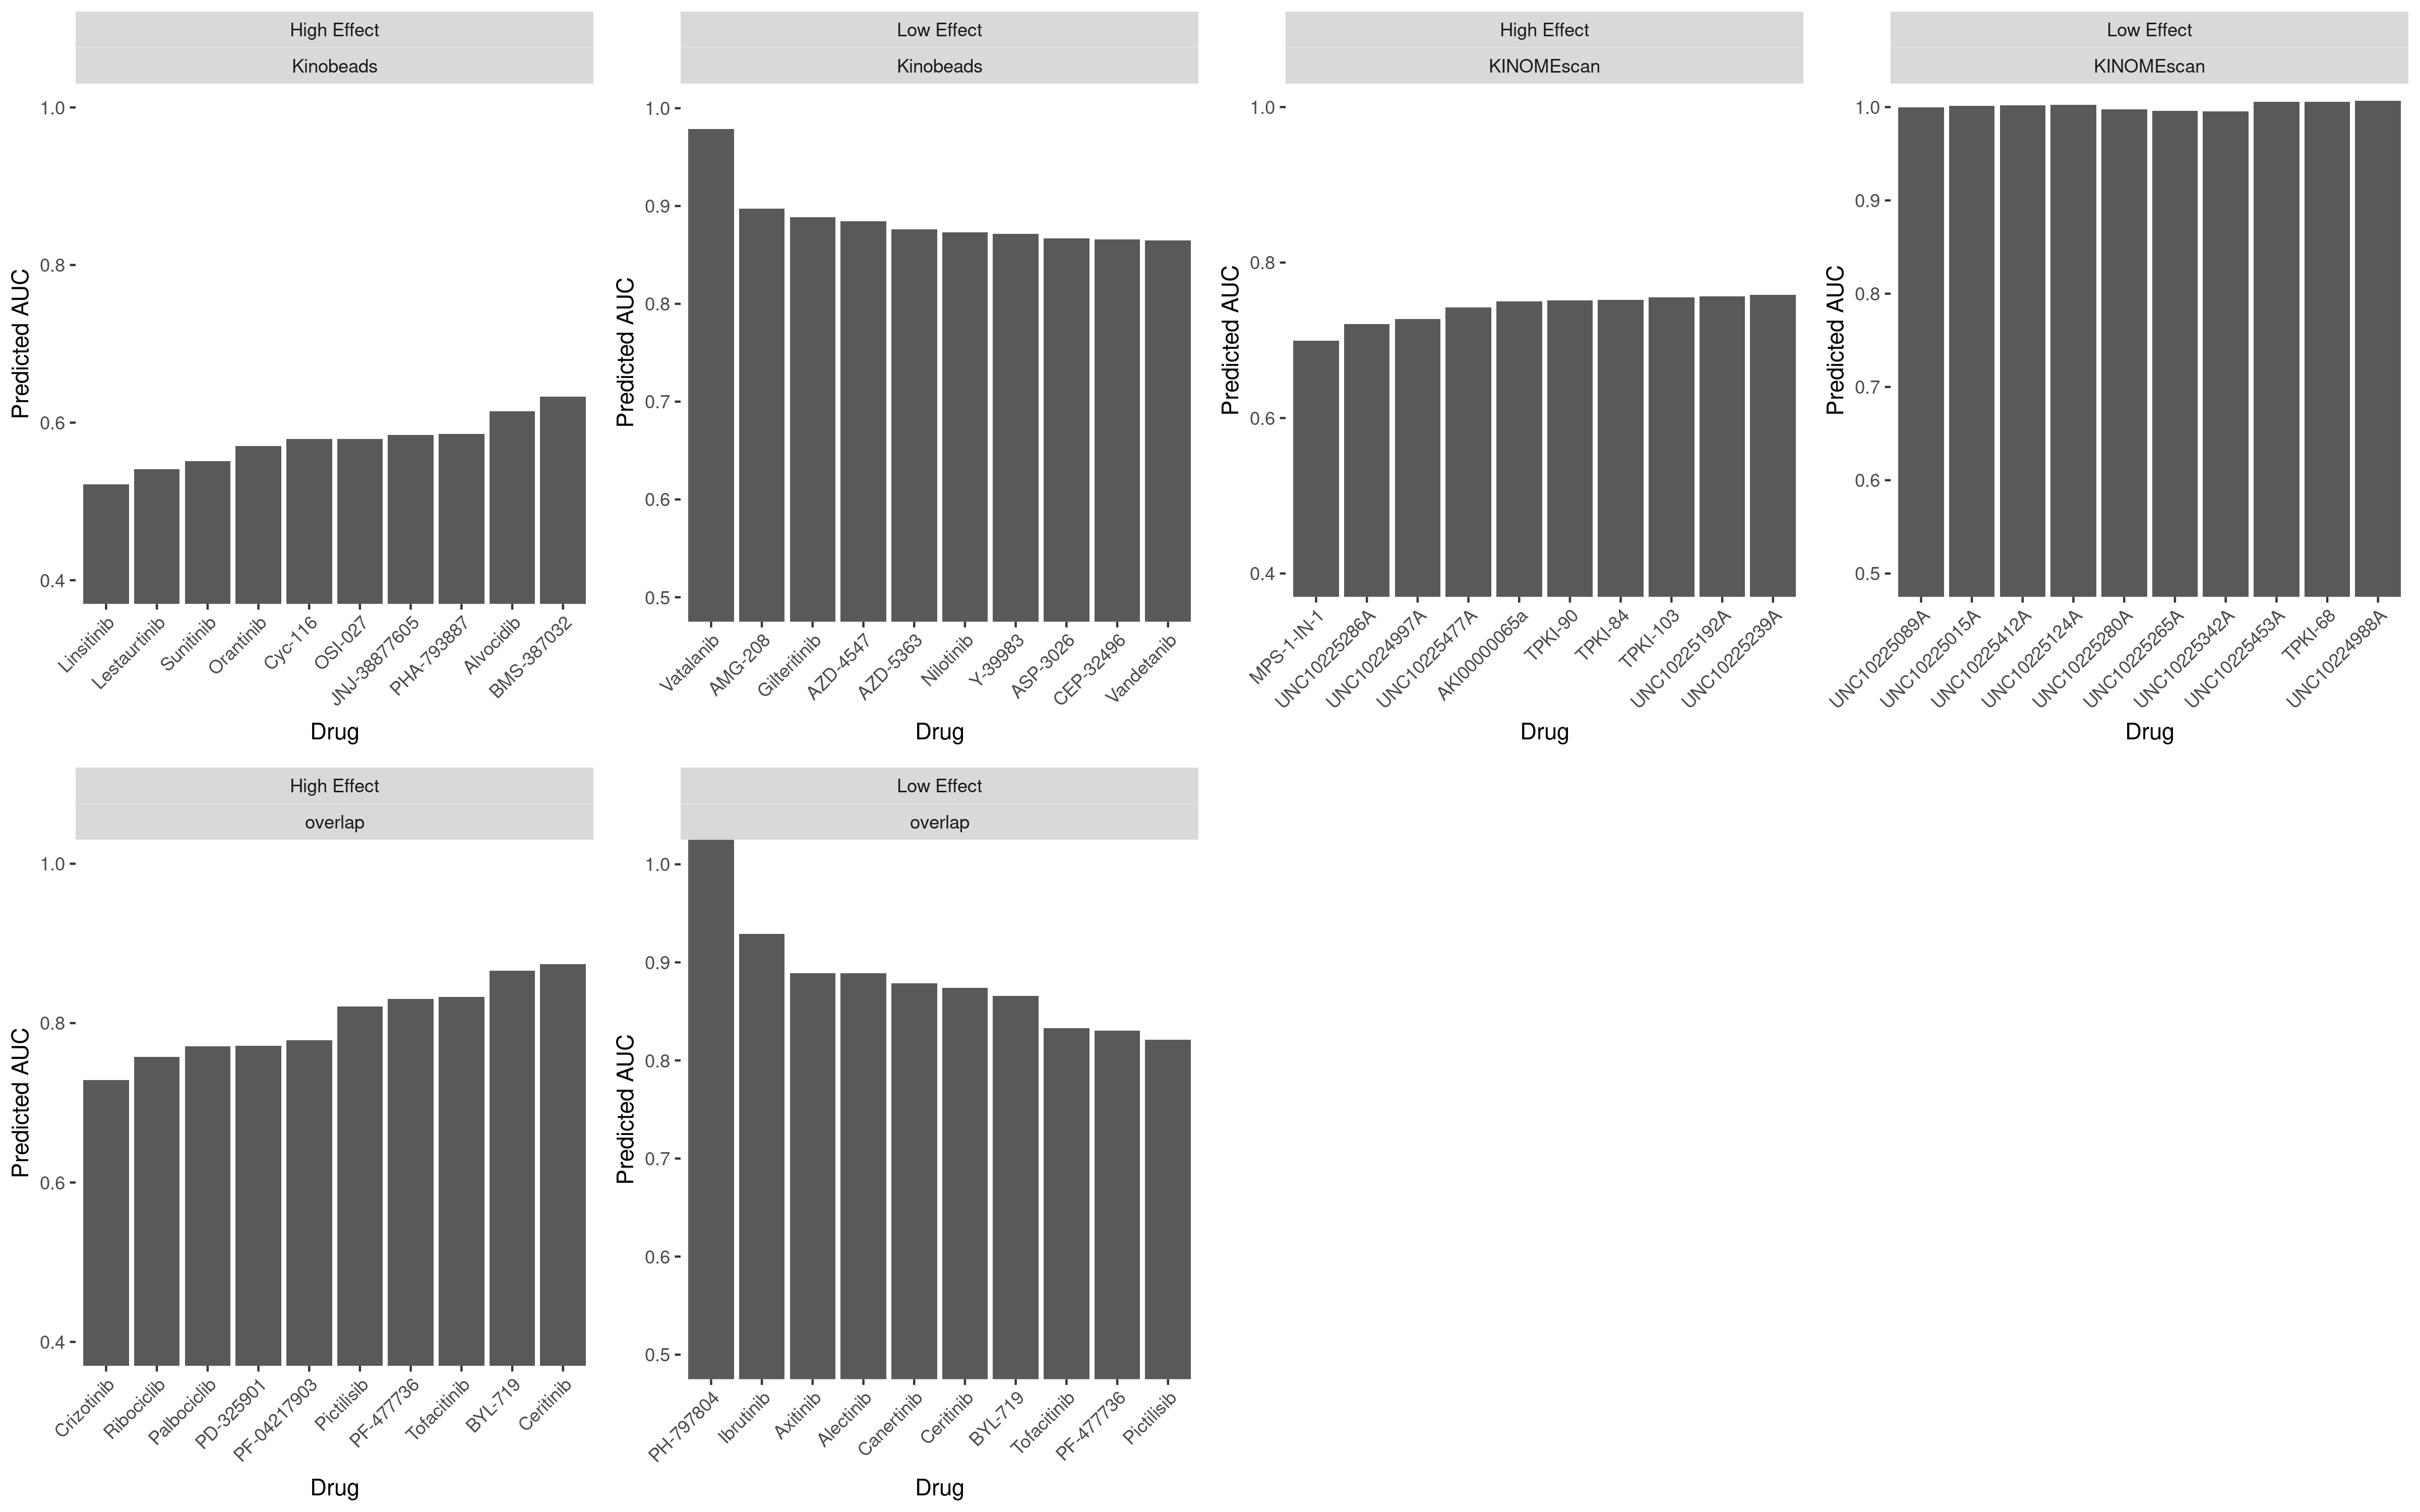 High Effect
Kinobeads
Predicted AUC
1.0
0.8
0.6
0.4
Linsitinib
Lestaurtinib
Sunitinib
Orantinib
Cyc-116
OSI-027
JNJ-38877605
PHA-793887
Alvocidib
BMS-387032
Drug
Low Effect
Kinobeads
Predicted AUC
1.0
0.9
0.8
0.7
0.6
0.5
Vatalanib
AMG-208
Gilteritinib
AZD-4547
AZD-5363
Nilotinib
Y-39983
ASP-3026
CEP-32496
Vandetanib
Drug
High Effect
KINOMEscan
Predicted AUC
1.0
0.8
0.6
0.4
MPS-1-IN-1
UNC10225286A
UNC10224997A
UNC10225477A
AKI00000065a
TPKI-90
TPKI-84
TPKI-103
UNC10225192A
UNC10225239A
Drug
Low Effect
KINOMEscan
Predicted AUC
1.0
0.9
0.8
0.7
0.6
0.5
UNC10225089A
UNC10225015A
UNC10225412A
UNC10225124A
UNC10225280A
UNC10225265A
UNC10225342A
UNC10225453A
TPKI-68
UNC10224988A
Drug
High Effect
overlap
Predicted AUC
1.0
0.8
0.6
0.4
Crizotinib
Ribociclib
Palbociclib
PD-325901
PF-04217903
Pictilisib
PF-477736
Tofacitinib
BYL-719
Ceritinib
Drug
Low Effect
overlap
Predicted AUC
1.0
0.9
0.8
0.7
0.6
0.5
PH-797804
Ibrutinib
Axitinib
Alectinib
Canertinib
Ceritinib
BYL-719
Tofacitinib
PF-477736
Pictilisib
Drug